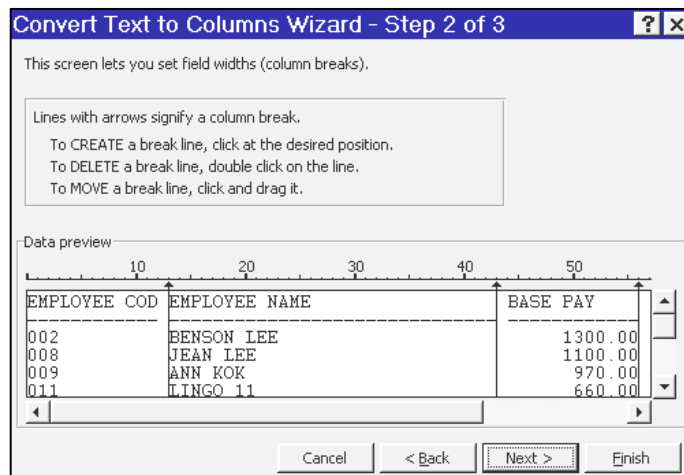 Convert Text to Columns Wizard - Step 2 of 3
This screen lets you set field widths (column breaks).
Lines with arrows signify a column break.
To CREATE a break line, click at the desired position.
To DELETE a break line, double click on the line.
To MOVE a break line, click and drag it.
Data preview
10 20 30 40 50
EMPLOYEE COD EMPLOYEE NAME BASE PAY
------------ ------------------------------ -------------
002 BENSON LEE 1300.00
008 JEAN LEE 1100.00
009 ANN KOK 970.00
011 LINGO 11 660.00
Cancel < Back Next > Finish